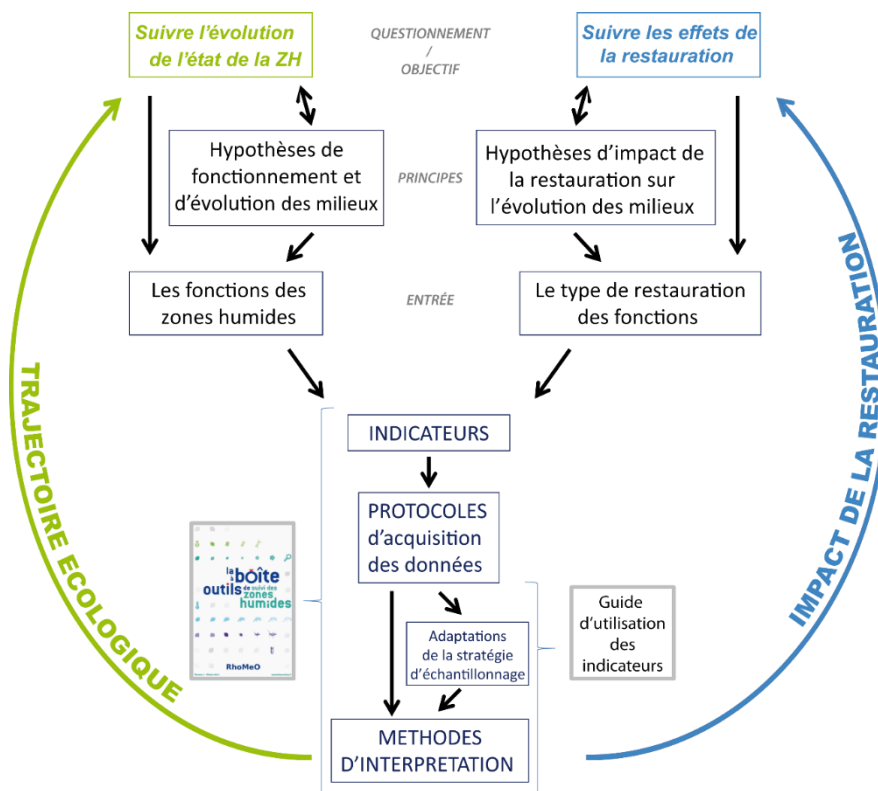 Suivre l'évolution
de l'état de la ZH
QUESTIONNEMENT
/
OBJECTIF
Suivre les effets de
la restauration
Hypothèses de
fonctionnement et
d'évolution des milieux
PRINCIPES
Hypothèses d'impact de
la restauration sur
l'évolution des milieux
Les fonctions des
zones humides
ENTRÉE
Le type de restauration
des fonctions
TRAJECTOIRE ECOLOGIQUE
IMPACT DE LA RESTAURATION
INDICATEURS
PROTOCOLES
d'acquisition
des données
la
boîte
à
outils
de suivi des
zones
humides
RhoMeO
Adaptations
de la stratégie
d'échantillonnage
Guide
d'utilisation
des
indicateurs
METHODES
D'INTERPRETATION